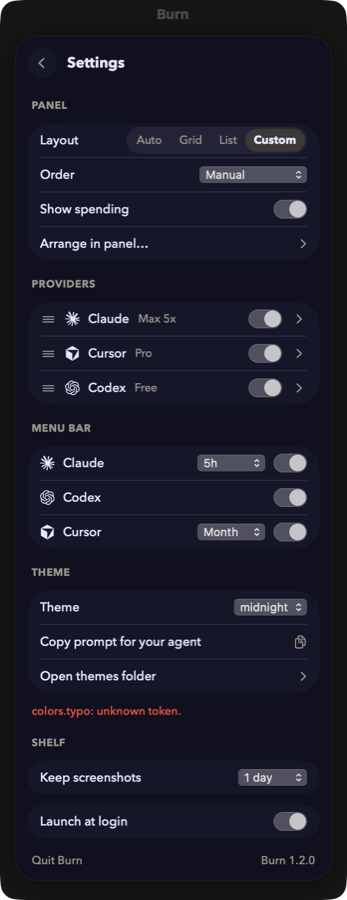 Burn
Settings
PANEL
Layout Auto Grid List Custom
Order Manual
Show spending
Arrange in panel...
PROVIDERS
Claude Max 5x
Cursor Pro
Codex Free
MENU BAR
Claude 5h
Codex
Cursor Month
THEME
Theme midnight
Copy prompt for your agent
Open themes folder
colors.typo: unknown token.
SHELF
Keep screenshots 1 day
Launch at login
Quit Burn Burn 1.2.0